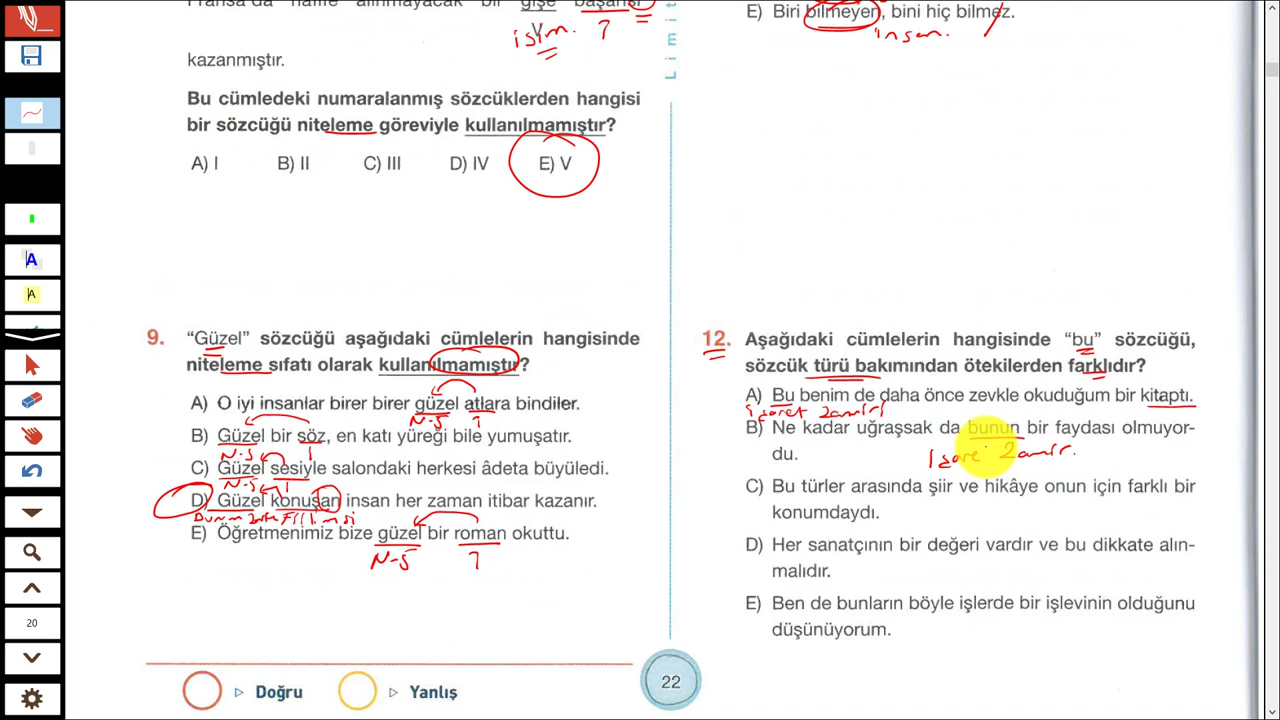 Fransa'da hafife alınmayacak bir gişe başarısı
V
isim. ?
kazanmıştır.
Bu cümledeki numaralanmış sözcüklerden hangisi
bir sözcüğü niteleme göreviyle kullanılmamıştır?
A) I B) II C) III D) IV E) V
9. "Güzel" sözcüğü aşağıdaki cümlelerin hangisinde
niteleme sıfatı olarak kullanılmamıştır?
A) O iyi insanlar birer birer güzel atlara bindiler.
N-S ?
B) Güzel bir söz, en katı yüreği bile yumuşatır.
N-S i
C) Güzel sesiyle salondaki herkesi âdeta büyüledi.
N-S i
D) Güzel konuşan insan her zaman itibar kazanır.
Durum zarfı Fiilimsi
E) Öğretmenimiz bize güzel bir roman okuttu.
N-S ?
Doğru
Yanlış
Limit
E) Biri bilmeyen, bini hiç bilmez.
insan.
12. Aşağıdaki cümlelerin hangisinde "bu" sözcüğü,
sözcük türü bakımından ötekilerden farklıdır?
A) Bu benim de daha önce zevkle okuduğum bir kitaptı.
işaret zamiri
B) Ne kadar uğraşsak da bunun bir faydası olmuyor-
du.
işare zamir.
C) Bu türler arasında şiir ve hikâye onun için farklı bir
konumdaydı.
D) Her sanatçının bir değeri vardır ve bu dikkate alın-
malıdır.
E) Ben de bunların böyle işlerde bir işlevinin olduğunu
düşünüyorum.
22
A
A
20